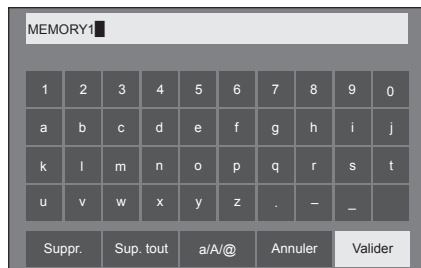 MEMORY1
1 2 3 4 5 6 7 8 9 0
a b c d e f g h i j
k l m n o p q r s t
u v w x y z . – _
Suppr. Sup. tout a/A/@ Annuler Valider